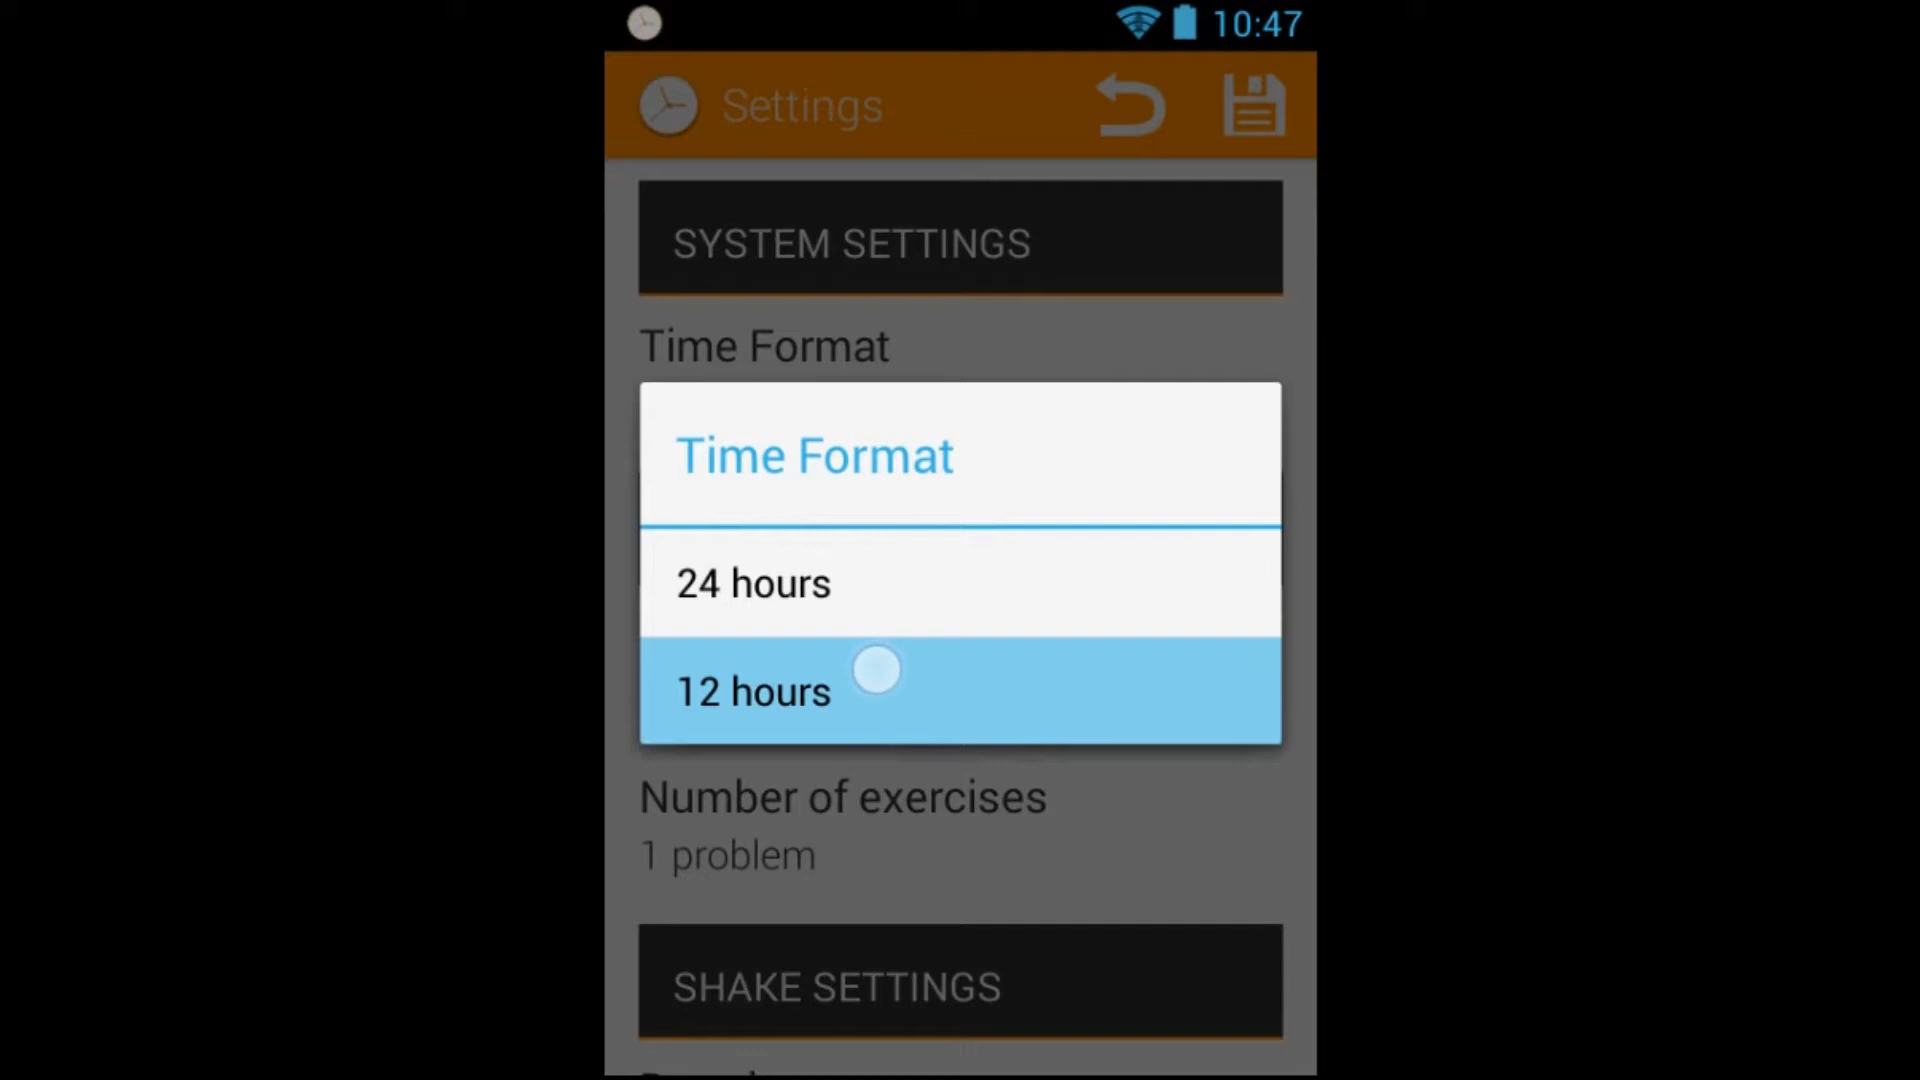 10:47
Settings
SYSTEM SETTINGS
Time Format
Time Format
24 hours
12 hours
Number of exercises
1 problem
SHAKE SETTINGS